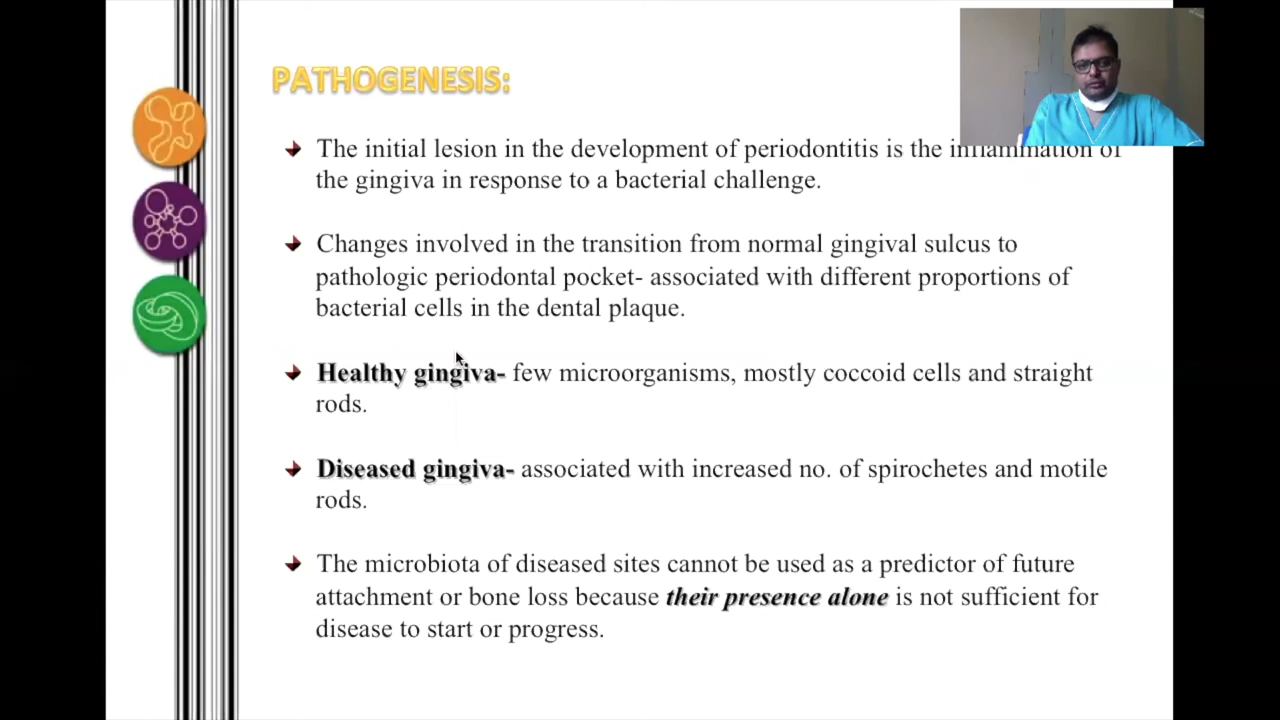 PATHOGENESIS:
The initial lesion in the development of periodontitis is the inflammation of
the gingiva in response to a bacterial challenge.
Changes involved in the transition from normal gingival sulcus to
pathologic periodontal pocket- associated with different proportions of
bacterial cells in the dental plaque.
Healthy gingiva- few microorganisms, mostly coccoid cells and straight
rods.
Diseased gingiva- associated with increased no. of spirochetes and motile
rods.
The microbiota of diseased sites cannot be used as a predictor of future
attachment or bone loss because their presence alone is not sufficient for
disease to start or progress.